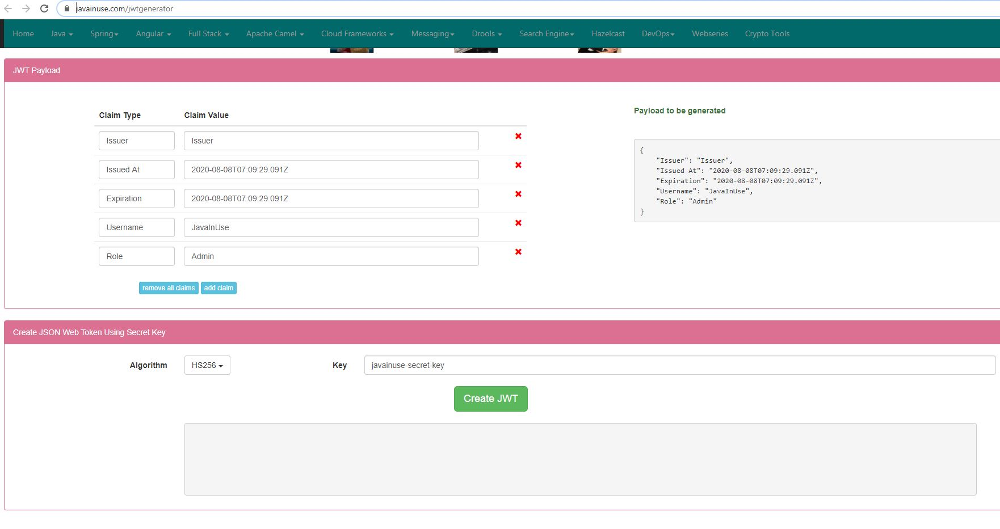 javainuse.com/jwtgenerator
Home Java Spring Angular Full Stack Apache Camel Cloud Frameworks Messaging Drools Search Engine Hazelcast DevOps Webseries Crypto Tools
JWT Payload
Claim Type Claim Value
Issuer Issuer
Issued At 2020-08-08T07:09:29.091Z
Expiration 2020-08-08T07:09:29.091Z
Username JavaInUse
Role Admin
remove all claims add claim
Payload to be generated
{
"Issuer": "Issuer",
"Issued At": "2020-08-08T07:09:29.091Z",
"Expiration": "2020-08-08T07:09:29.091Z",
"Username": "JavaInUse",
"Role": "Admin"
}
Create JSON Web Token Using Secret Key
Algorithm HS256 Key javainuse-secret-key
Create JWT